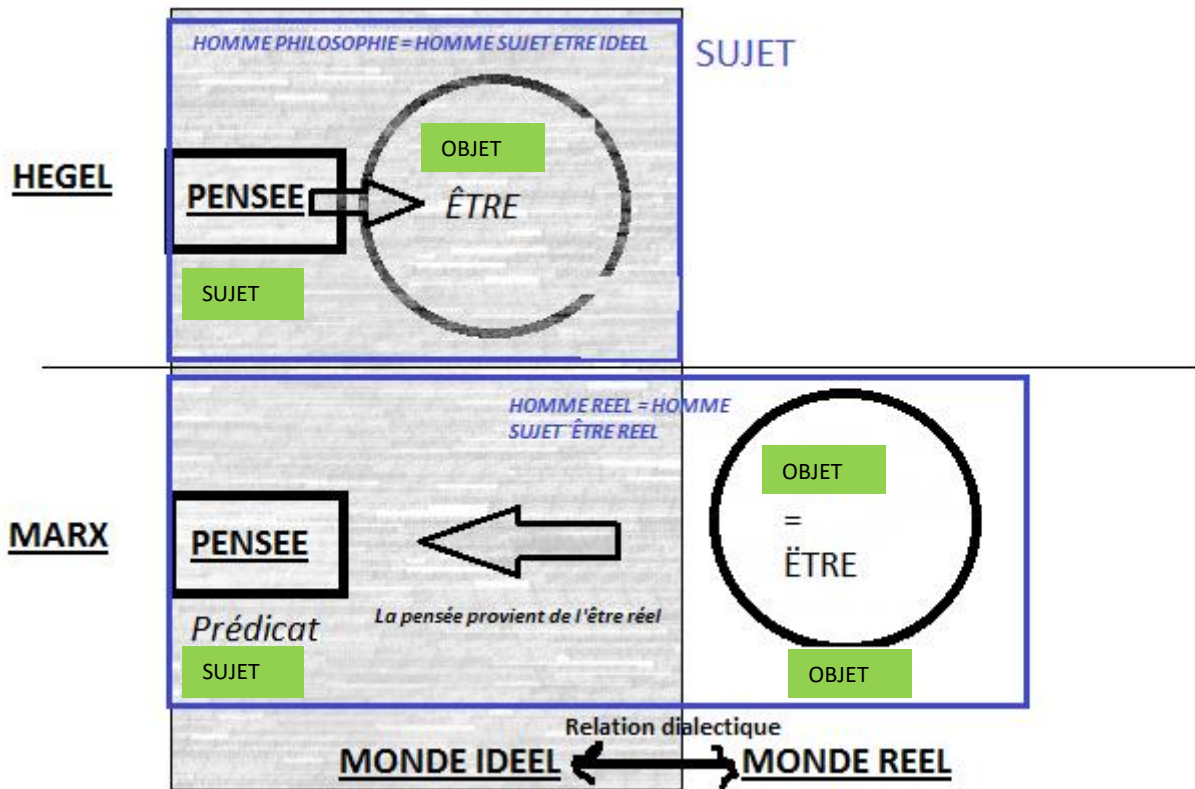 HOMME PHILOSOPHIE = HOMME SUJET ETRE IDEEL
SUJET
OBJET
HEGEL
PENSEE
ÊTRE
SUJET
HOMME REEL = HOMME
SUJET ÊTRE REEL
OBJET
=
ËTRE
MARX
PENSEE
Prédicat
La pensée provient de l'être réel
SUJET
OBJET
Relation dialectique
MONDE IDEEL
MONDE REEL